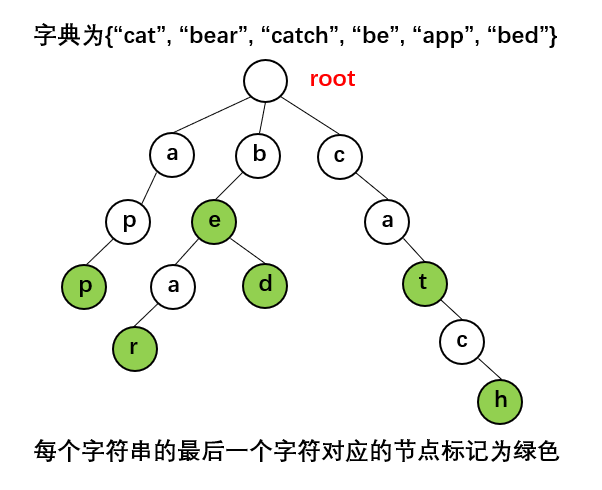 字典为{“cat”, “bear”, “catch”, “be”, “app”, “bed”}
root
a b c
p e a
p a d t
r c
h
每个字符串的最后一个字符对应的节点标记为绿色